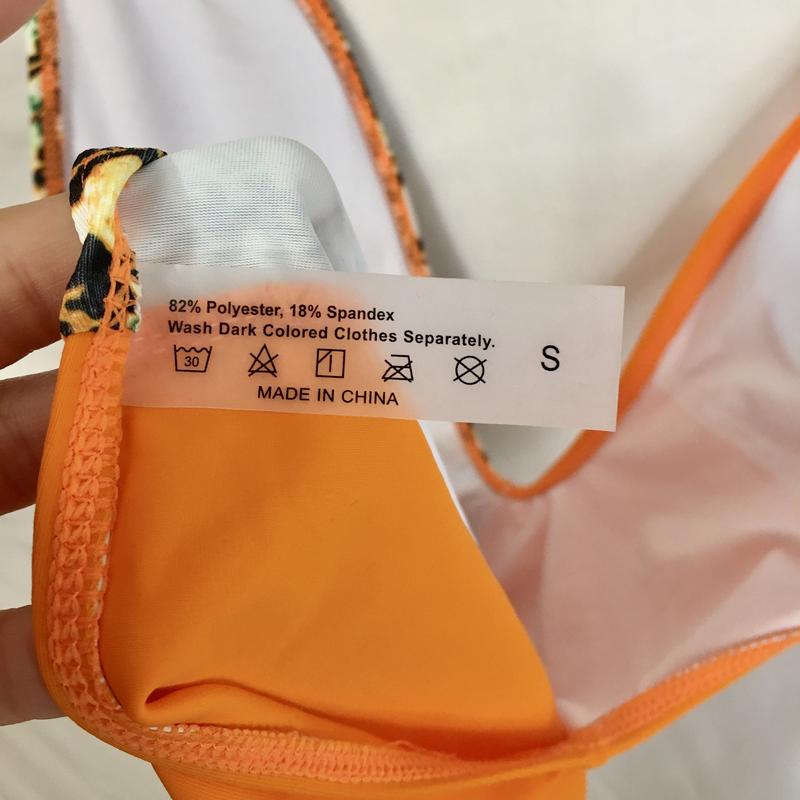 82% Polyester, 18% Spandex
Wash Dark Colored Clothes Separately.
30
S
MADE IN CHINA